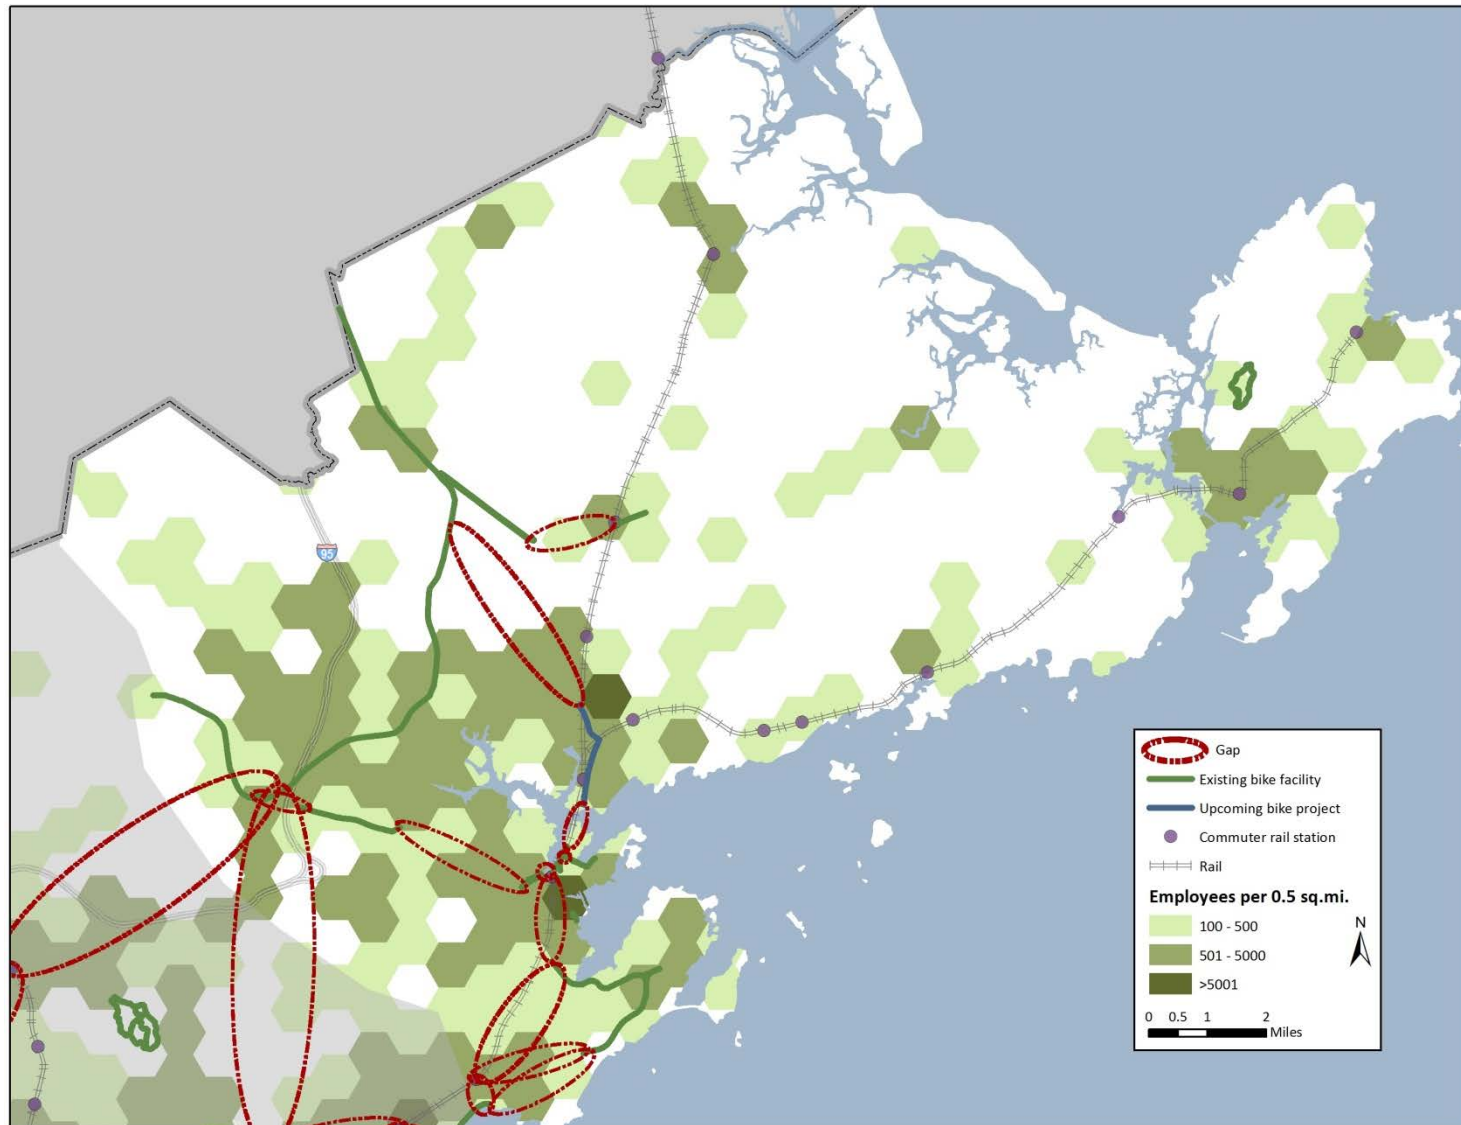 95
Gap
Existing bike facility
Upcoming bike project
Commuter rail station
Rail
Employees per 0.5 sq.mi.
100 - 500
501 - 5000
>5001
N
0 0.5 1 2
Miles